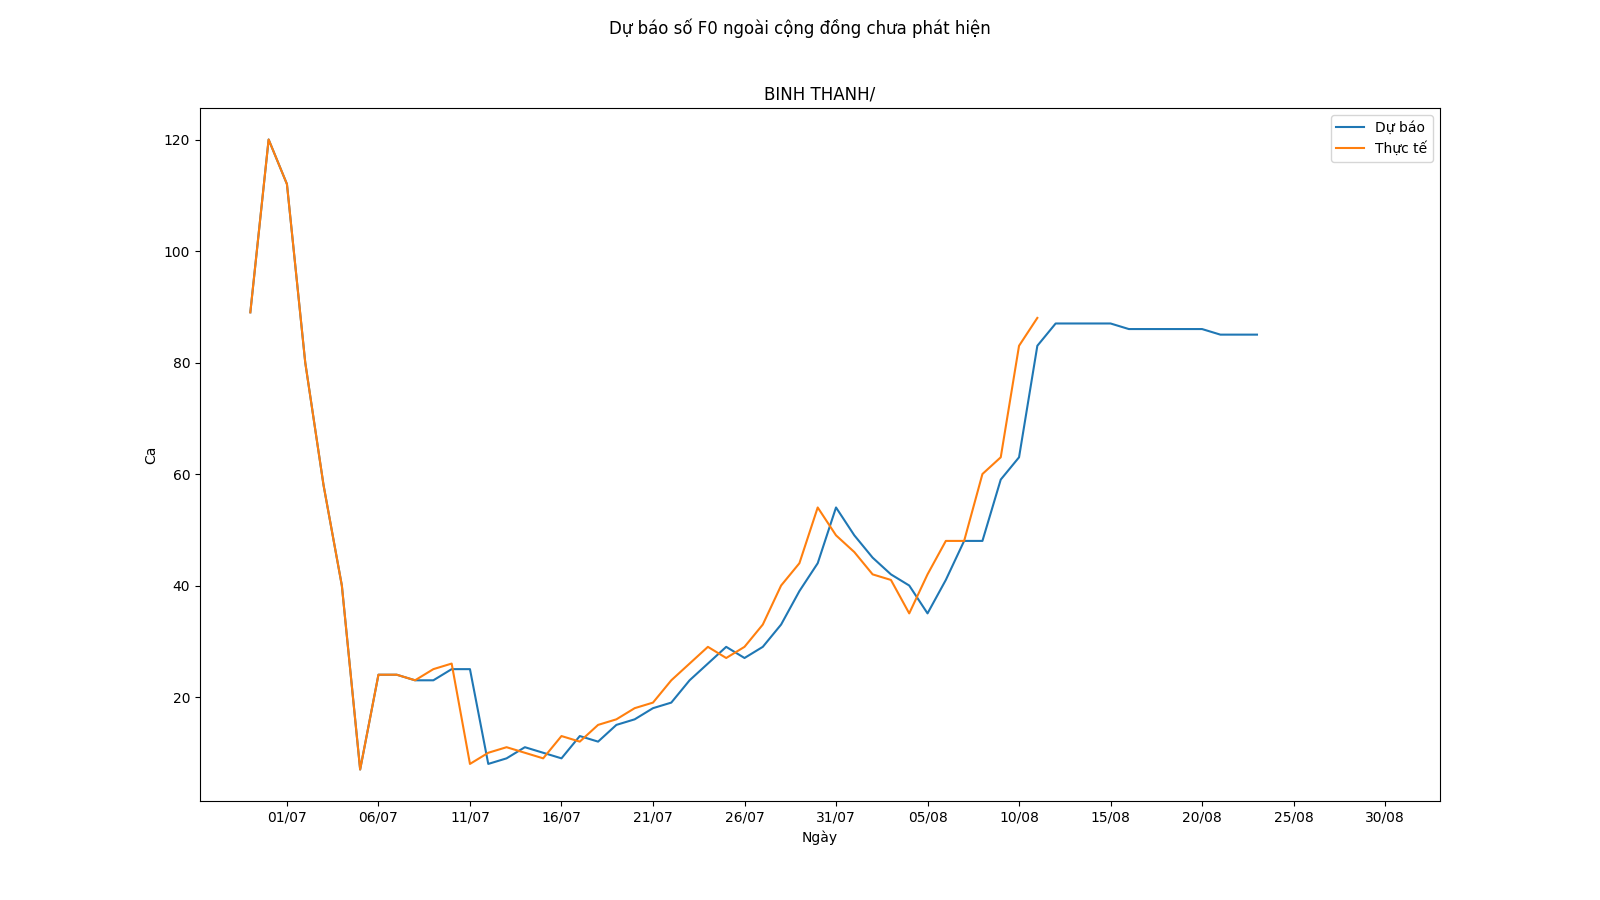 Dự báo số F0 ngoài cộng đồng chưa phát hiện
BINH THANH/
Dự báo
Thực tế
120
100
80
60
40
20
Ca
01/07 06/07 11/07 16/07 21/07 26/07 31/07 05/08 10/08 15/08 20/08 25/08 30/08
Ngày